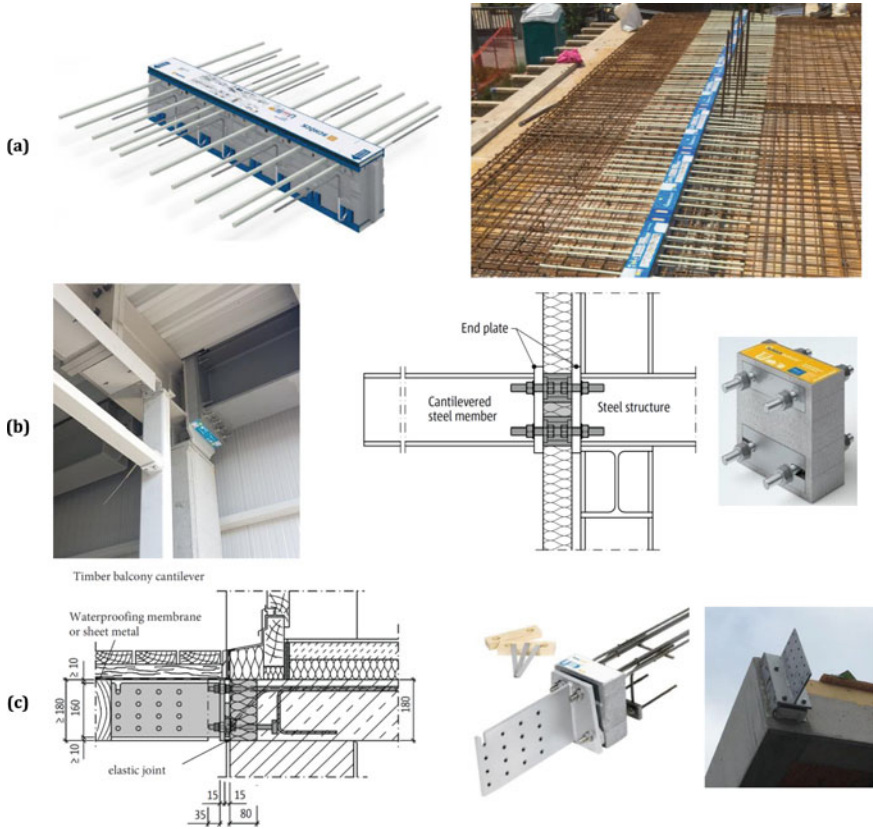 (a)
SCHÖCK
(b)
End plate
Cantilevered
steel member
Steel structure
(c)
Timber balcony cantilever
Waterproofing membrane
or sheet metal
≥ 10
≥ 180
160
≥ 10
180
elastic joint
15
15
35
80